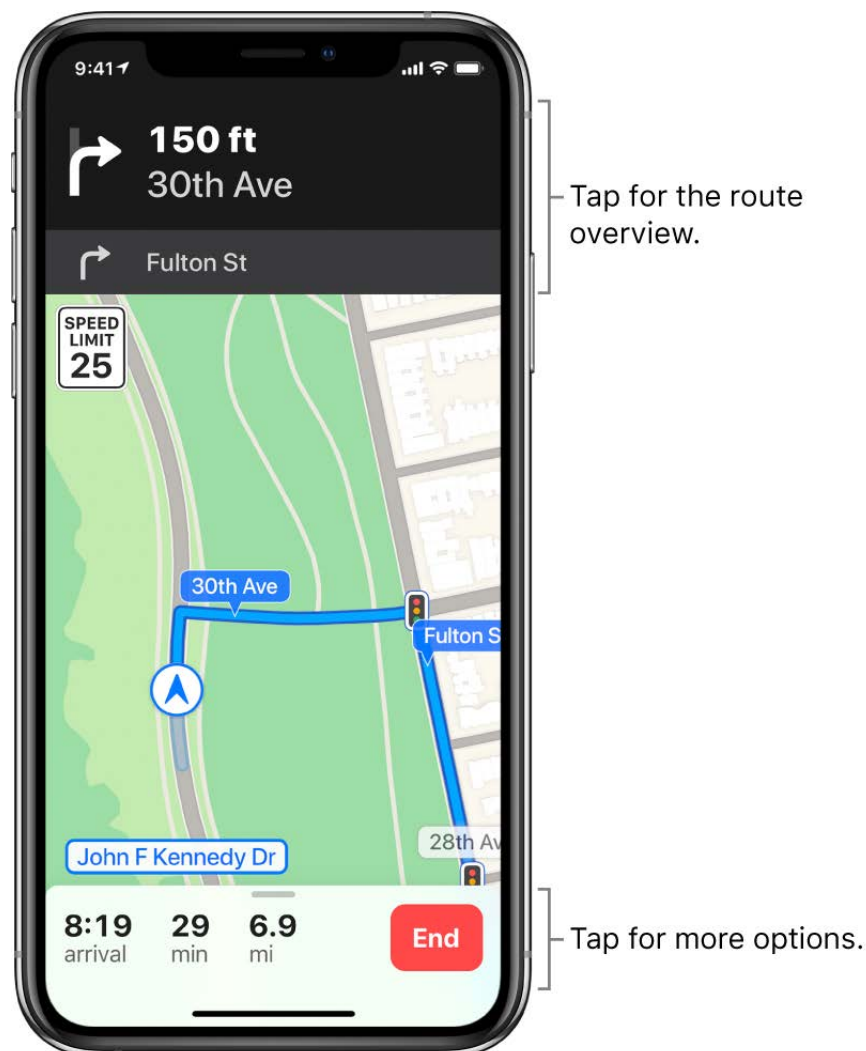 9:41
150 ft
30th Ave
Tap for the route
overview.
Fulton St
SPEED
LIMIT
25
30th Ave
Fulton S
28th Av
John F Kennedy Dr
8:19 29 6.9
arrival min mi
End
Tap for more options.